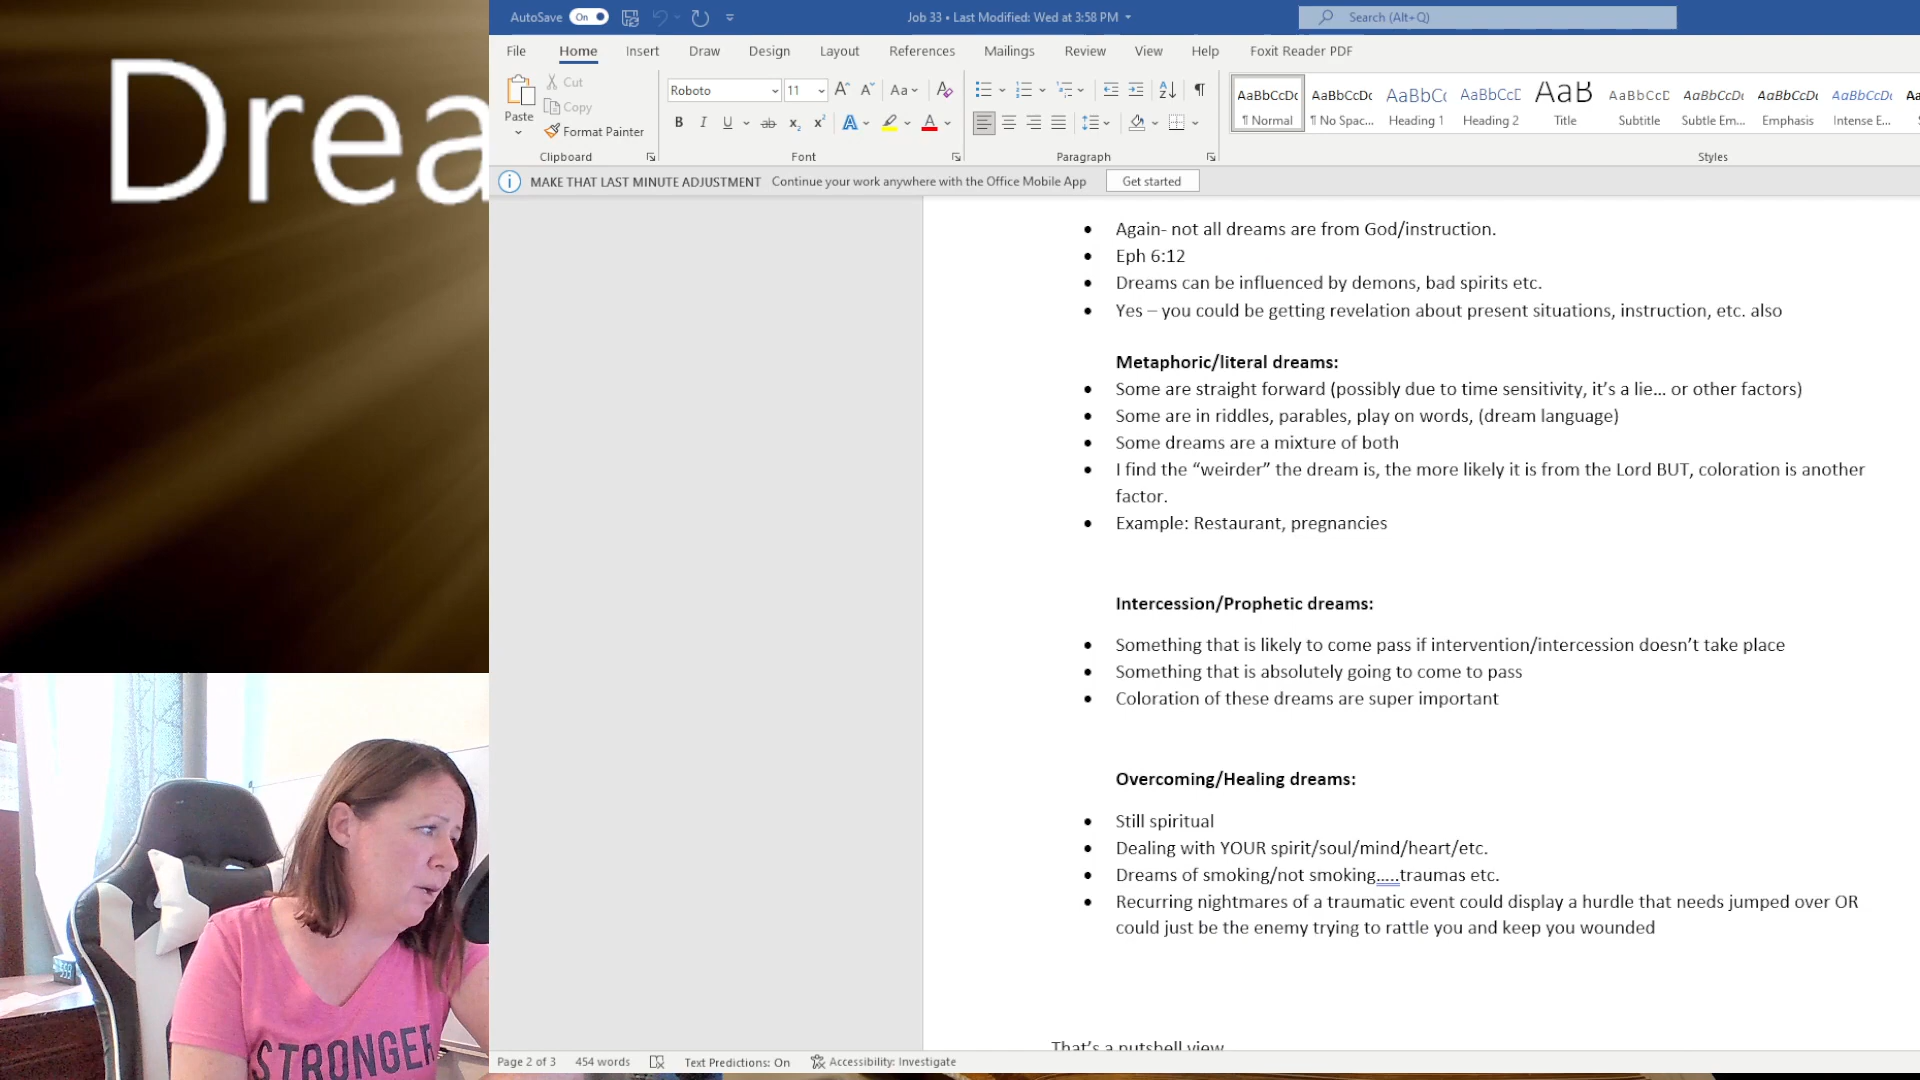 Drea
AutoSave On
Job 33 • Last Modified: Wed at 3:58 PM
Search (Alt+Q)
File Home Insert Draw Design Layout References Mailings Review View Help Foxit Reader PDF
Paste
Cut
Copy
Format Painter
Roboto 11
Clipboard Font Paragraph Styles
AaBbCcDc AaBbCcDc AaBbCc AaBbCcC AaB AaBbCcD AaBbCcDc AaBbCcDc AaBbCcDc
¶ Normal ¶ No Spac... Heading 1 Heading 2 Title Subtitle Subtle Em... Emphasis Intense E...
MAKE THAT LAST MINUTE ADJUSTMENT Continue your work anywhere with the Office Mobile App Get started
• Again- not all dreams are from God/instruction.
• Eph 6:12
• Dreams can be influenced by demons, bad spirits etc.
• Yes – you could be getting revelation about present situations, instruction, etc. also
Metaphoric/literal dreams:
• Some are straight forward (possibly due to time sensitivity, it’s a lie… or other factors)
• Some are in riddles, parables, play on words, (dream language)
• Some dreams are a mixture of both
• I find the “weirder” the dream is, the more likely it is from the Lord BUT, coloration is another
factor.
• Example: Restaurant, pregnancies
Intercession/Prophetic dreams:
• Something that is likely to come pass if intervention/intercession doesn’t take place
• Something that is absolutely going to come to pass
• Coloration of these dreams are super important
Overcoming/Healing dreams:
• Still spiritual
• Dealing with YOUR spirit/soul/mind/heart/etc.
• Dreams of smoking/not smoking…..traumas etc.
• Recurring nightmares of a traumatic event could display a hurdle that needs jumped over OR
could just be the enemy trying to rattle you and keep you wounded
That’s a nutshell view
Page 2 of 3 454 words Text Predictions: On Accessibility: Investigate
STRONGER